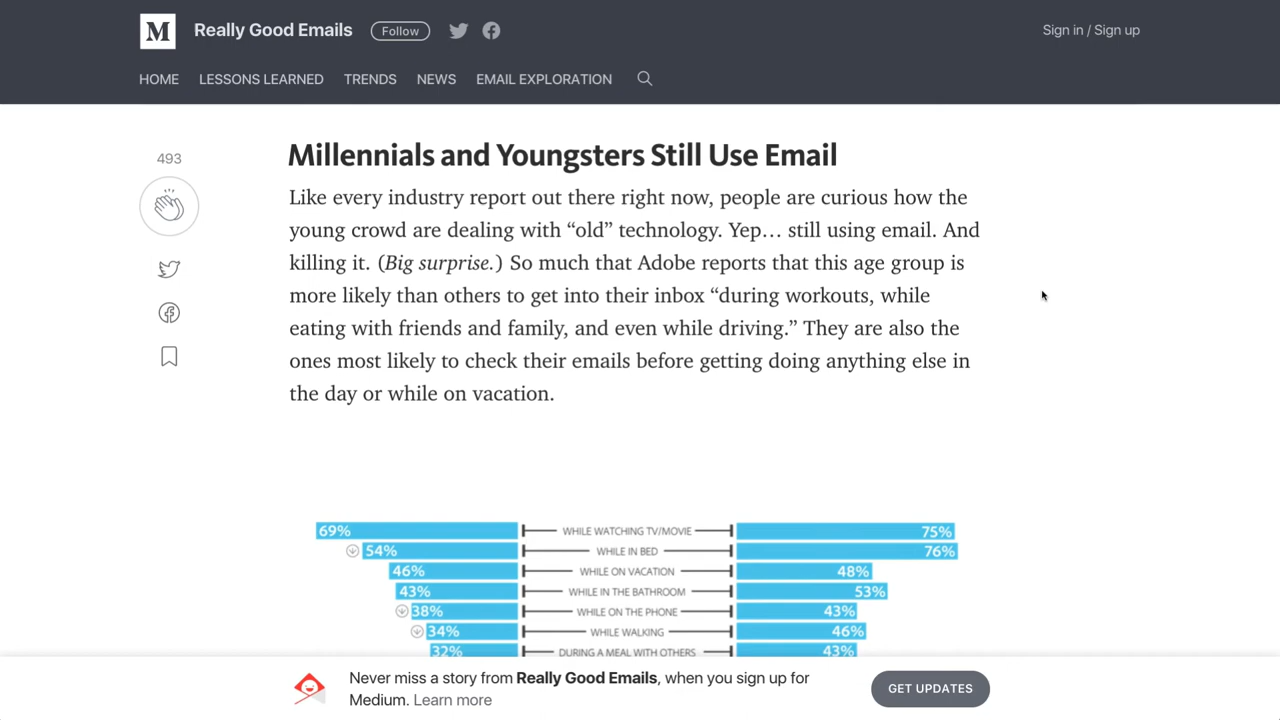 M Really Good Emails Follow Sign in / Sign up
HOME LESSONS LEARNED TRENDS NEWS EMAIL EXPLORATION
493
Millennials and Youngsters Still Use Email
Like every industry report out there right now, people are curious how the
young crowd are dealing with “old” technology. Yep… still using email. And
killing it. (Big surprise.) So much that Adobe reports that this age group is
more likely than others to get into their inbox “during workouts, while
eating with friends and family, and even while driving.” They are also the
ones most likely to check their emails before getting doing anything else in
the day or while on vacation.
69% WHILE WATCHING TV/MOVIE 75%
54% WHILE IN BED 76%
46% WHILE ON VACATION 48%
43% WHILE IN THE BATHROOM 53%
38% WHILE ON THE PHONE 43%
34% WHILE WALKING 46%
32% DURING A MEAL WITH OTHERS 43%
Never miss a story from Really Good Emails, when you sign up for
Medium. Learn more
GET UPDATES